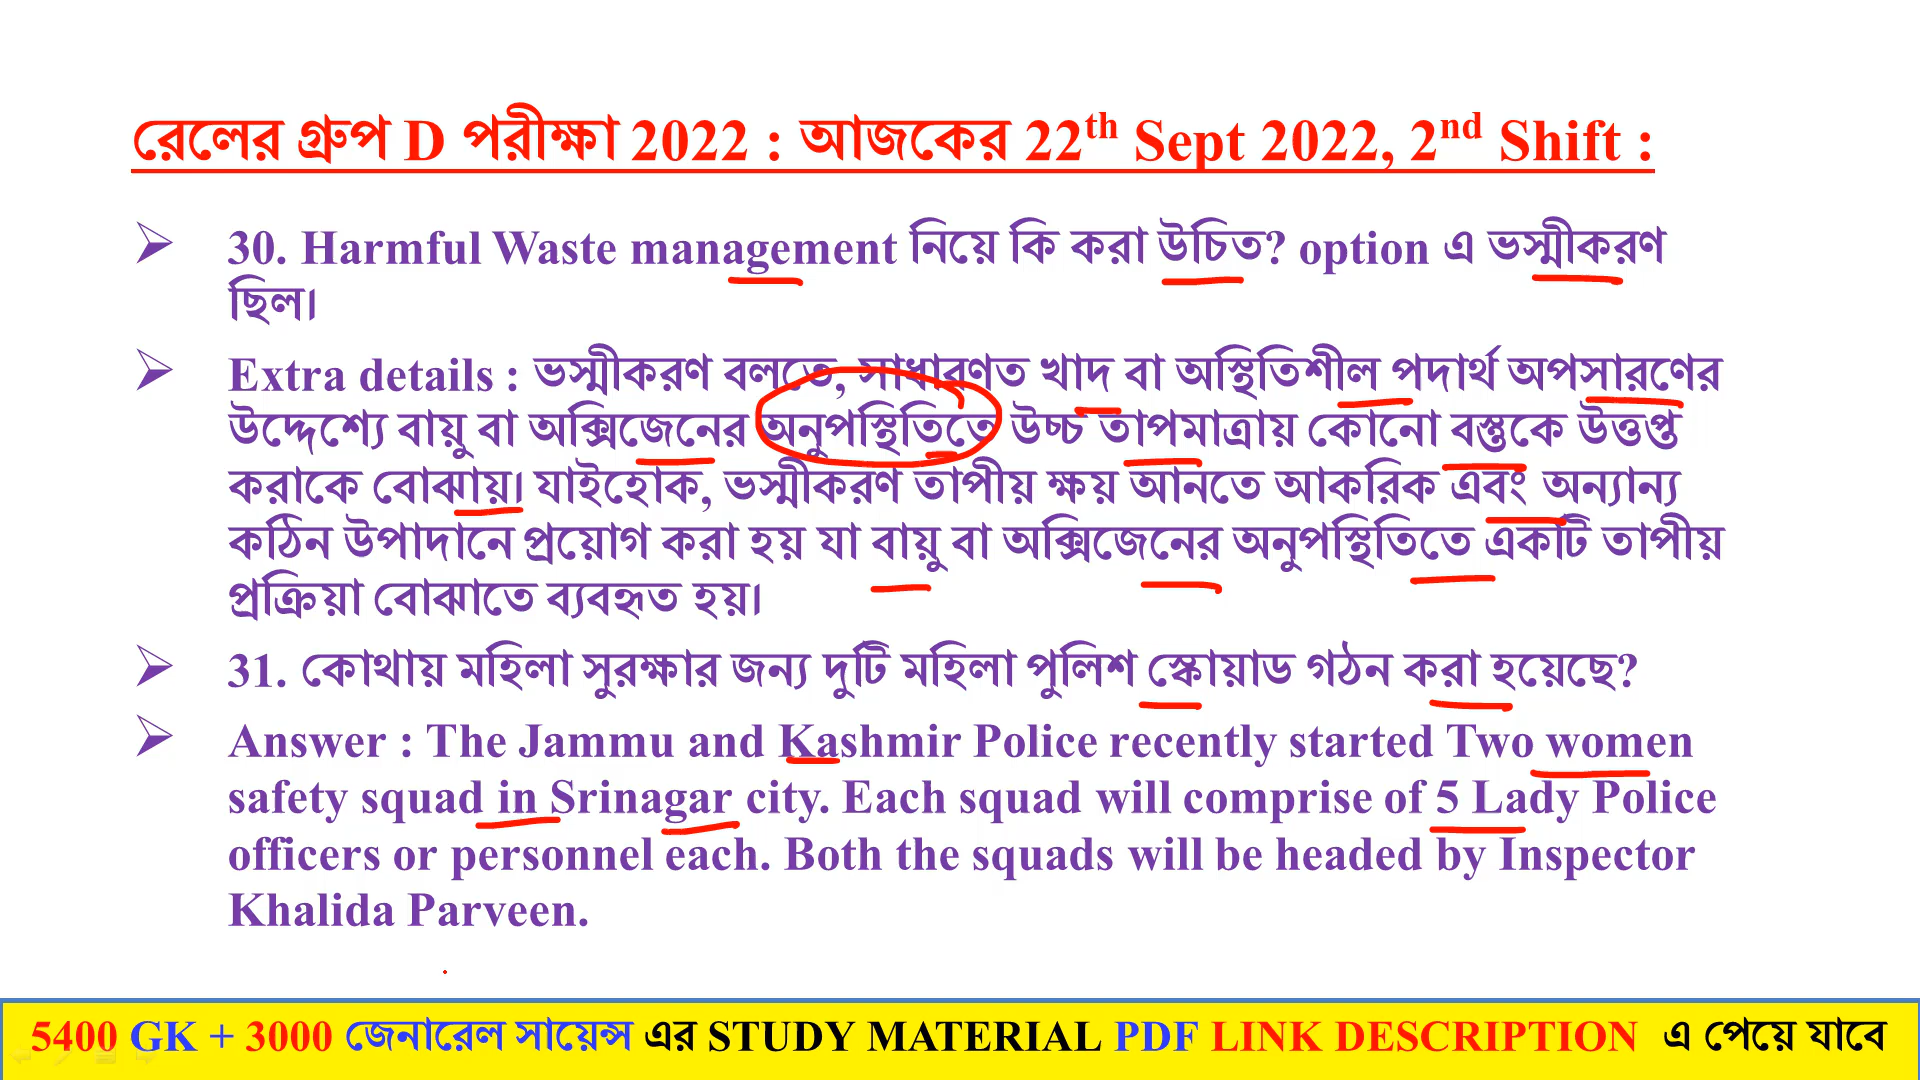 রেলের গ্রুপ D পরীক্ষা 2022 : আজকের 22th Sept 2022, 2nd Shift :
➢ 30. Harmful Waste management নিয়ে কি করা উচিত? option এ ভস্মীকরণ
ছিল।
➢ Extra details : ভস্মীকরণ বলতে, সাধারণত খাদ বা অস্থিতিশীল পদার্থ অপসারণের
উদ্দেশ্যে বায়ু বা অক্সিজেনের অনুপস্থিতিতে উচ্চ তাপমাত্রায় কোনো বস্তুকে উত্তপ্ত
করাকে বোঝায়। যাইহোক, ভস্মীকরণ তাপীয় ক্ষয় আনতে আকরিক এবং অন্যান্য
কঠিন উপাদানে প্রয়োগ করা হয় যা বায়ু বা অক্সিজেনের অনুপস্থিতিতে একটি তাপীয়
প্রক্রিয়া বোঝাতে ব্যবহৃত হয়।
➢ 31. কোথায় মহিলা সুরক্ষার জন্য দুটি মহিলা পুলিশ স্কোয়াড গঠন করা হয়েছে?
➢ Answer : The Jammu and Kashmir Police recently started Two women
safety squad in Srinagar city. Each squad will comprise of 5 Lady Police
officers or personnel each. Both the squads will be headed by Inspector
Khalida Parveen.
5400 GK + 3000 জেনারেল সায়েন্স এর STUDY MATERIAL PDF LINK DESCRIPTION এ পেয়ে যাবে